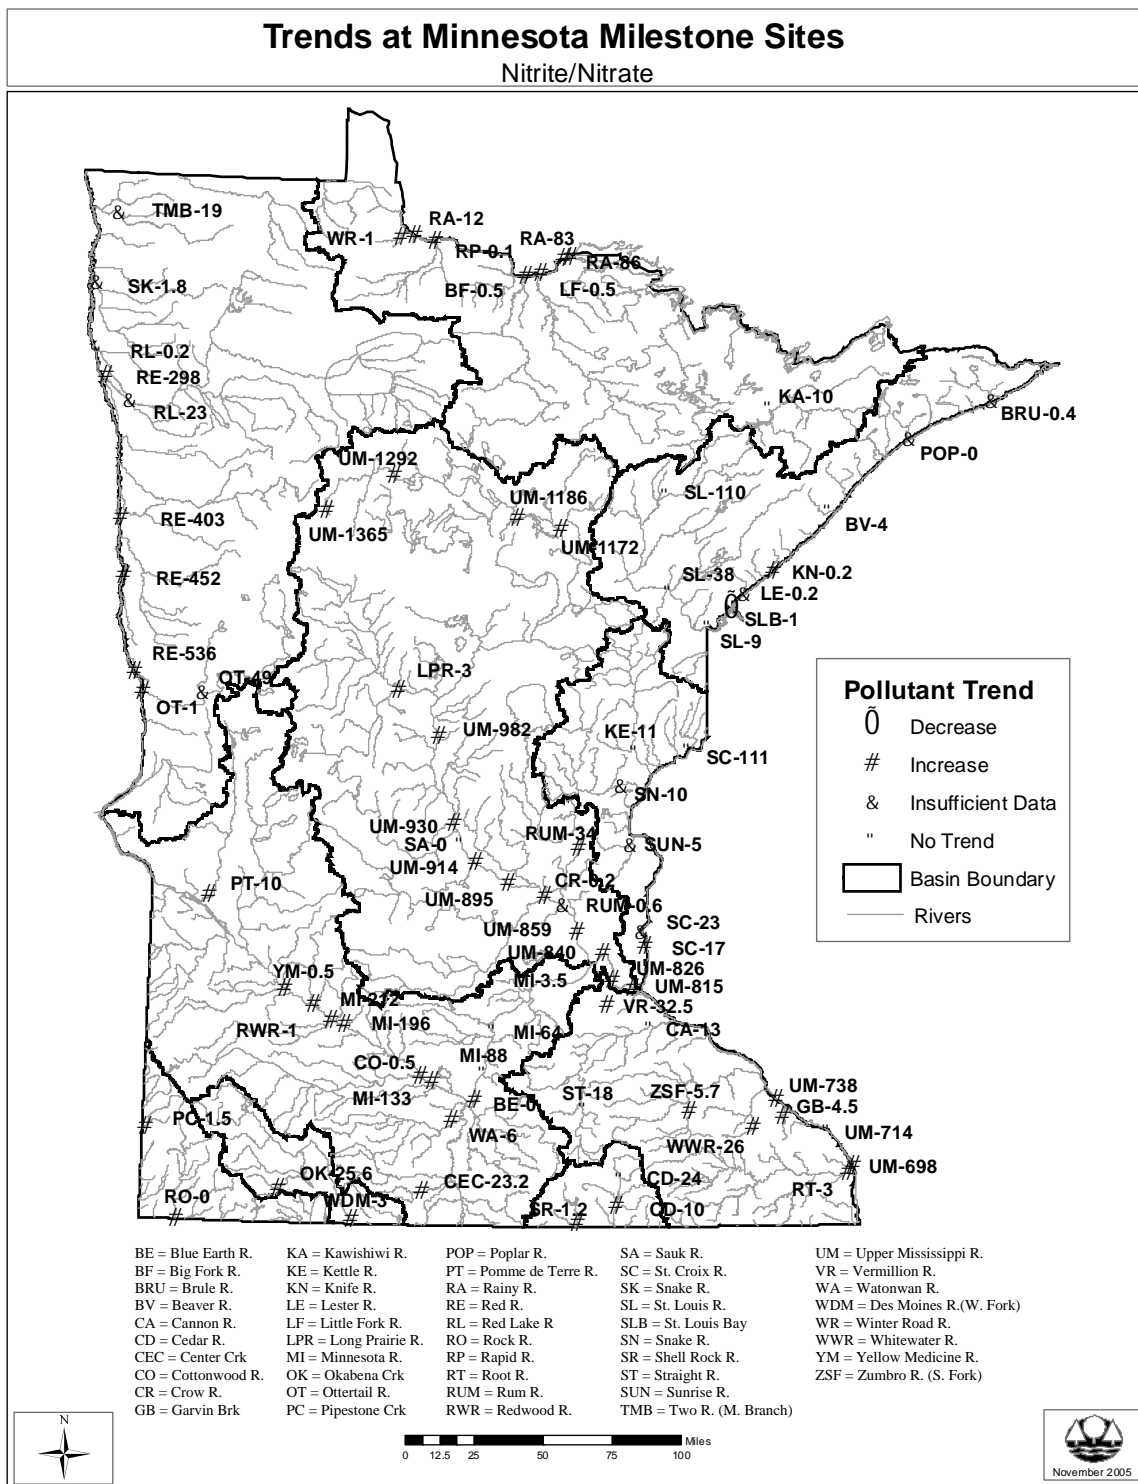 Trends at Minnesota Milestone Sites
Nitrite/Nitrate
TMB-19
WR-1
RA-12
RP-0.1
RA-83
RA-86
SK-1.8
BF-0.5
LF-0.5
RL-0.2
RE-298
RL-23
KA-10
BRU-0.4
POP-0
UM-1292
UM-1186
SL-110
BV-4
RE-403
UM-1365
UM-1172
RE-452
SL-38
KN-0.2
LE-0.2
SLB-1
SL-9
RE-536
OT-49
OT-1
LPR-3
UM-982
KE-11
SC-111
SN-10
Pollutant Trend
Õ Decrease
# Increase
& Insufficient Data
" No Trend
Basin Boundary
Rivers
UM-930
SA-0
RUM-34
SUN-5
UM-914
PT-10
CR-0.2
UM-895
RUM-0.6
UM-859
SC-23
UM-840
SC-17
YM-0.5
MI-3.5
UM-826
UM-815
MI-212
VR-32.5
RWR-1
MI-196
MI-64
CA-13
CO-0.5
MI-88
MI-133
BE-0
ST-18
ZSF-5.7
UM-738
GB-4.5
PC-1.5
WA-6
WWR-26
UM-714
UM-698
OK-25.6
CEC-23.2
CD-24
RT-3
RO-0
WDM-3
SR-1.2
CD-10
BE = Blue Earth R.
BF = Big Fork R.
BRU = Brule R.
BV = Beaver R.
CA = Cannon R.
CD = Cedar R.
CEC = Center Crk
CO = Cottonwood R.
CR = Crow R.
GB = Garvin Brk
KA = Kawishiwi R.
KE = Kettle R.
KN = Knife R.
LE = Lester R.
LF = Little Fork R.
LPR = Long Prairie R.
MI = Minnesota R.
OK = Okabena Crk
OT = Ottertail R.
PC = Pipestone Crk
POP = Poplar R.
PT = Pomme de Terre R.
RA = Rainy R.
RE = Red R.
RL = Red Lake R
RO = Rock R.
RP = Rapid R.
RT = Root R.
RUM = Rum R.
RWR = Redwood R.
SA = Sauk R.
SC = St. Croix R.
SK = Snake R.
SL = St. Louis R.
SLB = St. Louis Bay
SN = Snake R.
SR = Shell Rock R.
ST = Straight R.
SUN = Sunrise R.
TMB = Two R. (M. Branch)
UM = Upper Mississippi R.
VR = Vermillion R.
WA = Watonwan R.
WDM = Des Moines R.(W. Fork)
WR = Winter Road R.
WWR = Whitewater R.
YM = Yellow Medicine R.
ZSF = Zumbro R. (S. Fork)
N
Miles
0 12.5 25 50 75 100
November 2005